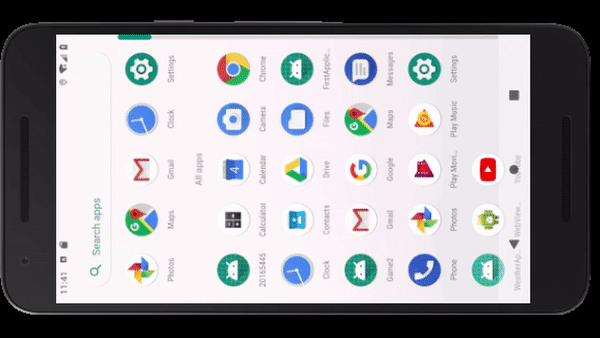 11:41
Search apps
Photos Maps Gmail Clock Settings
All apps
20165445 Calculator Calendar Camera Chrome
Clock Contacts Drive Files FirstApplic...
Game2 Gmail Google Maps Messages
Phone Photos Play Movi... Play Music Settings
WeatherAp... WebView... YouTube